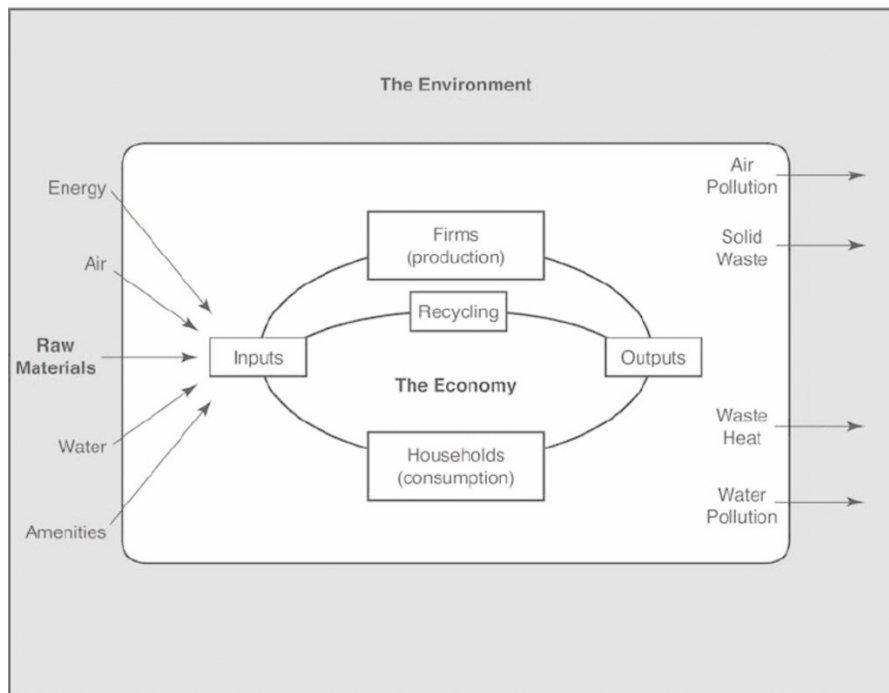 The Environment
Energy
Air
Raw
Materials
Water
Amenities
Inputs
Firms
(production)
Recycling
The Economy
Households
(consumption)
Outputs
Air
Pollution
Solid
Waste
Waste
Heat
Water
Pollution